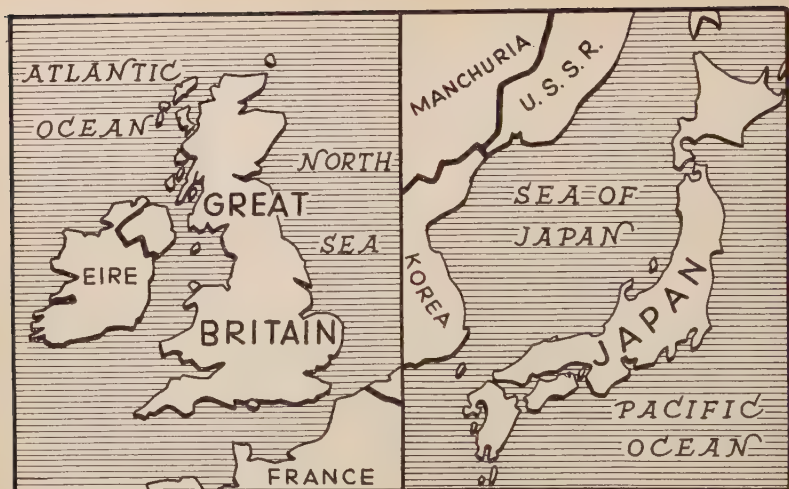 ATLANTIC
OCEAN
NORTH
SEA
GREAT
BRITAIN
EIRE
FRANCE
MANCHURIA
U.S.S.R.
SEA OF
JAPAN
KOREA
JAPAN
PACIFIC
OCEAN